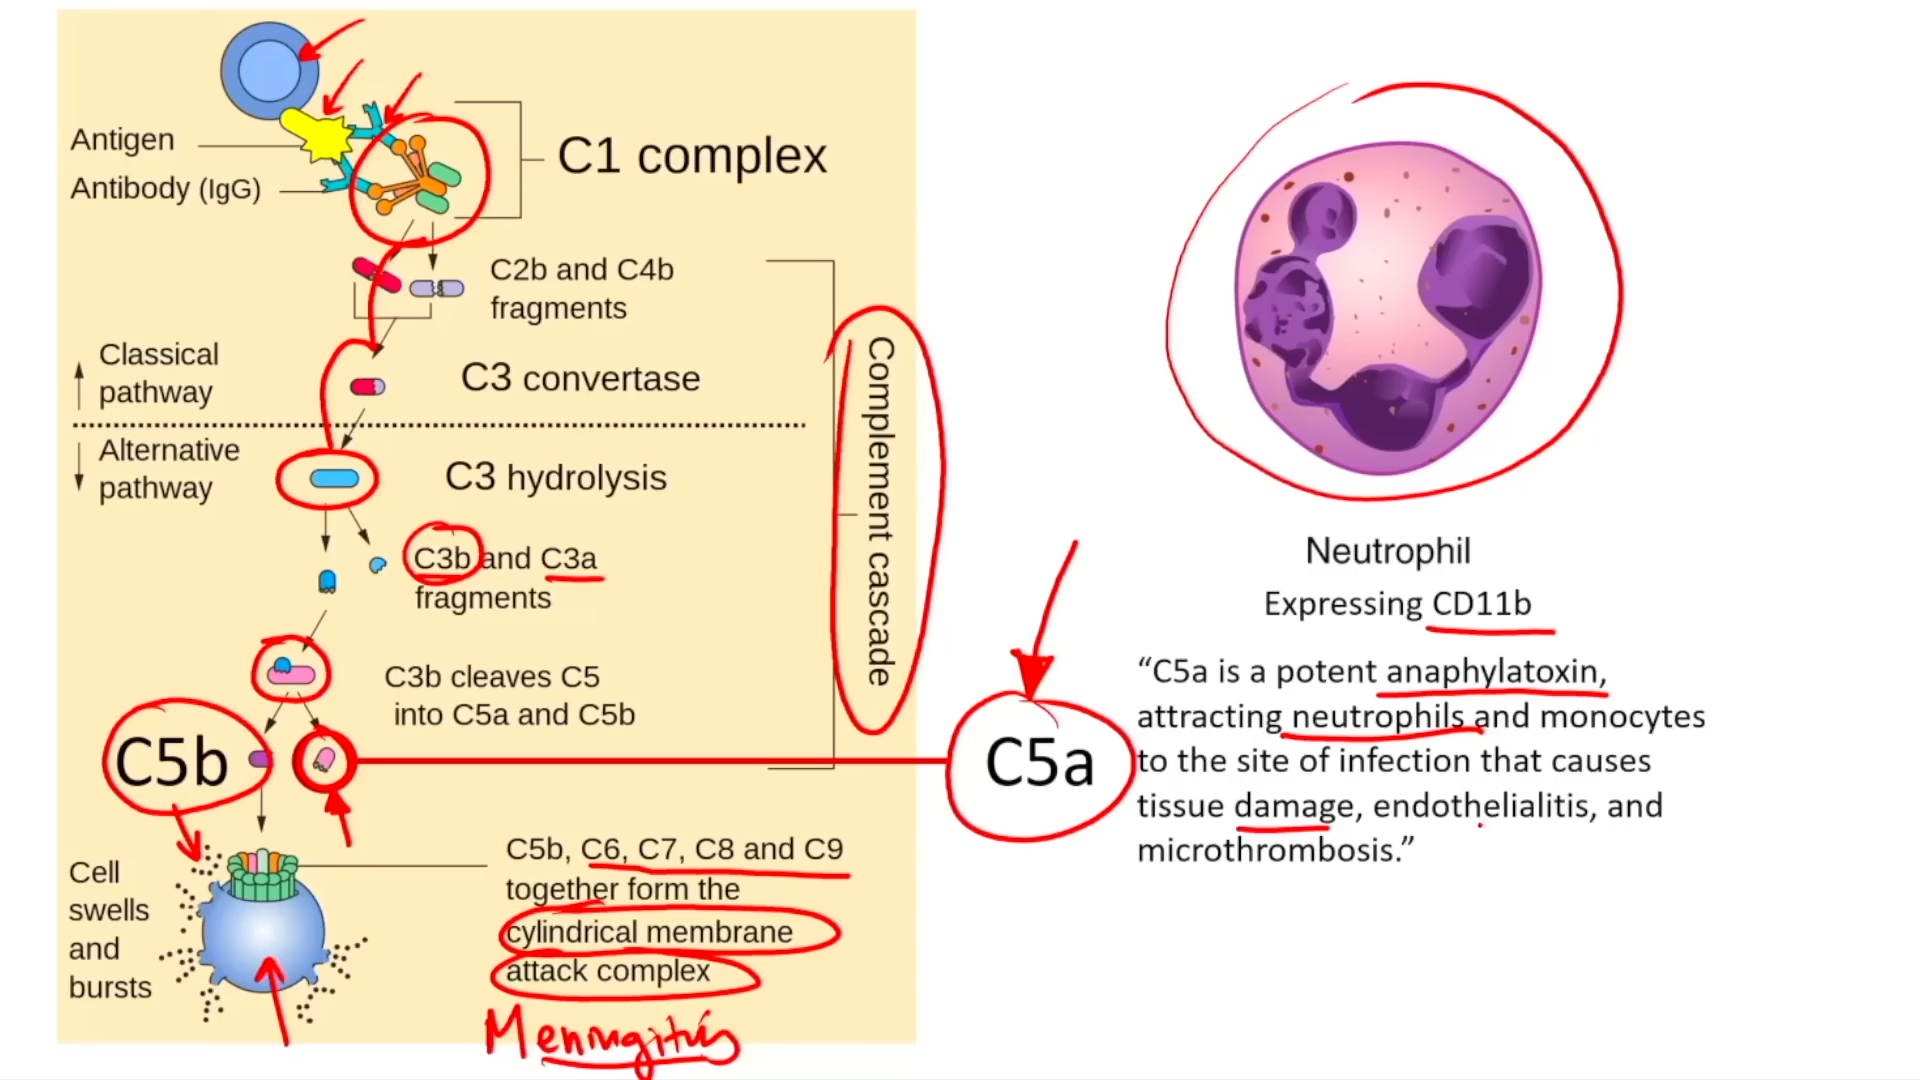 Antigen
Antibody (IgG)
C1 complex
C2b and C4b
fragments
Classical
pathway
C3 convertase
Alternative
pathway
C3 hydrolysis
C3b and C3a
fragments
C3b cleaves C5
into C5a and C5b
Complement cascade
C5b
C5a
Cell
swells
and
bursts
C5b, C6, C7, C8 and C9
together form the
cylindrical membrane
attack complex
Meningitis
Neutrophil
Expressing CD11b
“C5a is a potent anaphylatoxin,
attracting neutrophils and monocytes
to the site of infection that causes
tissue damage, endothelialitis, and
microthrombosis.”